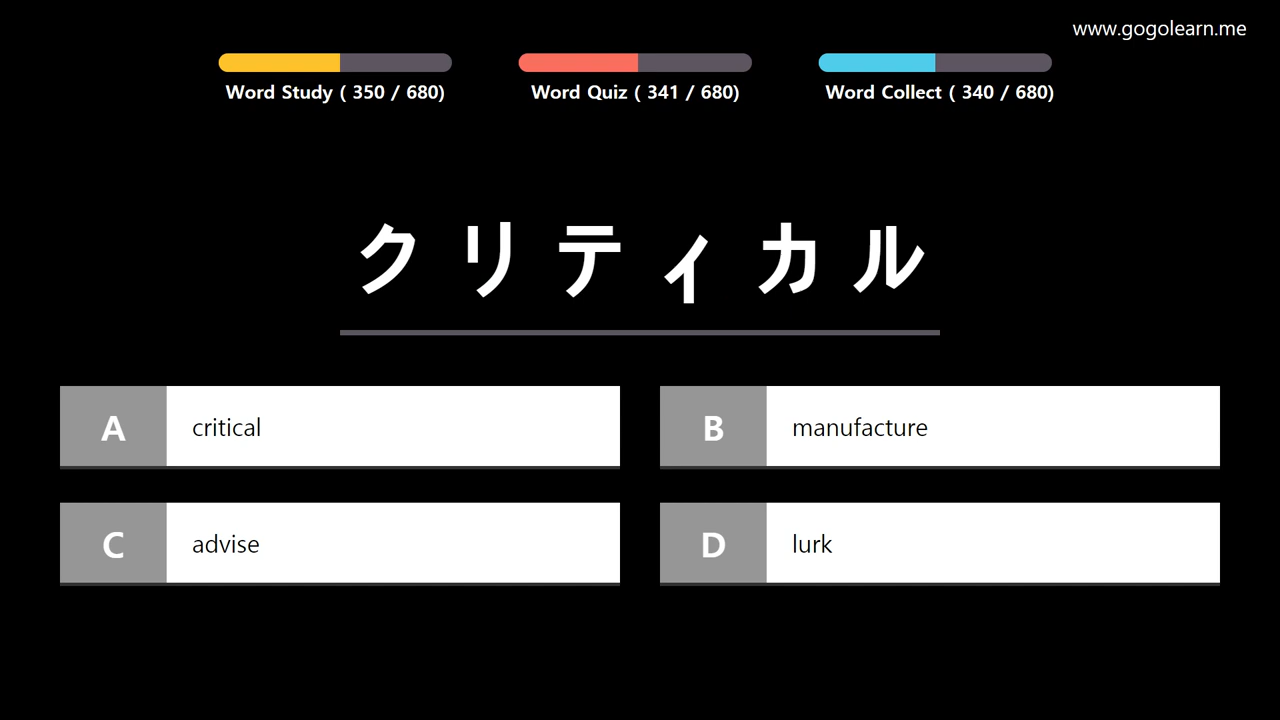 www.gogolearn.me
Word Study ( 350 / 680)
Word Quiz ( 341 / 680)
Word Collect ( 340 / 680)
クリティカル
A critical
B manufacture
C advise
D lurk